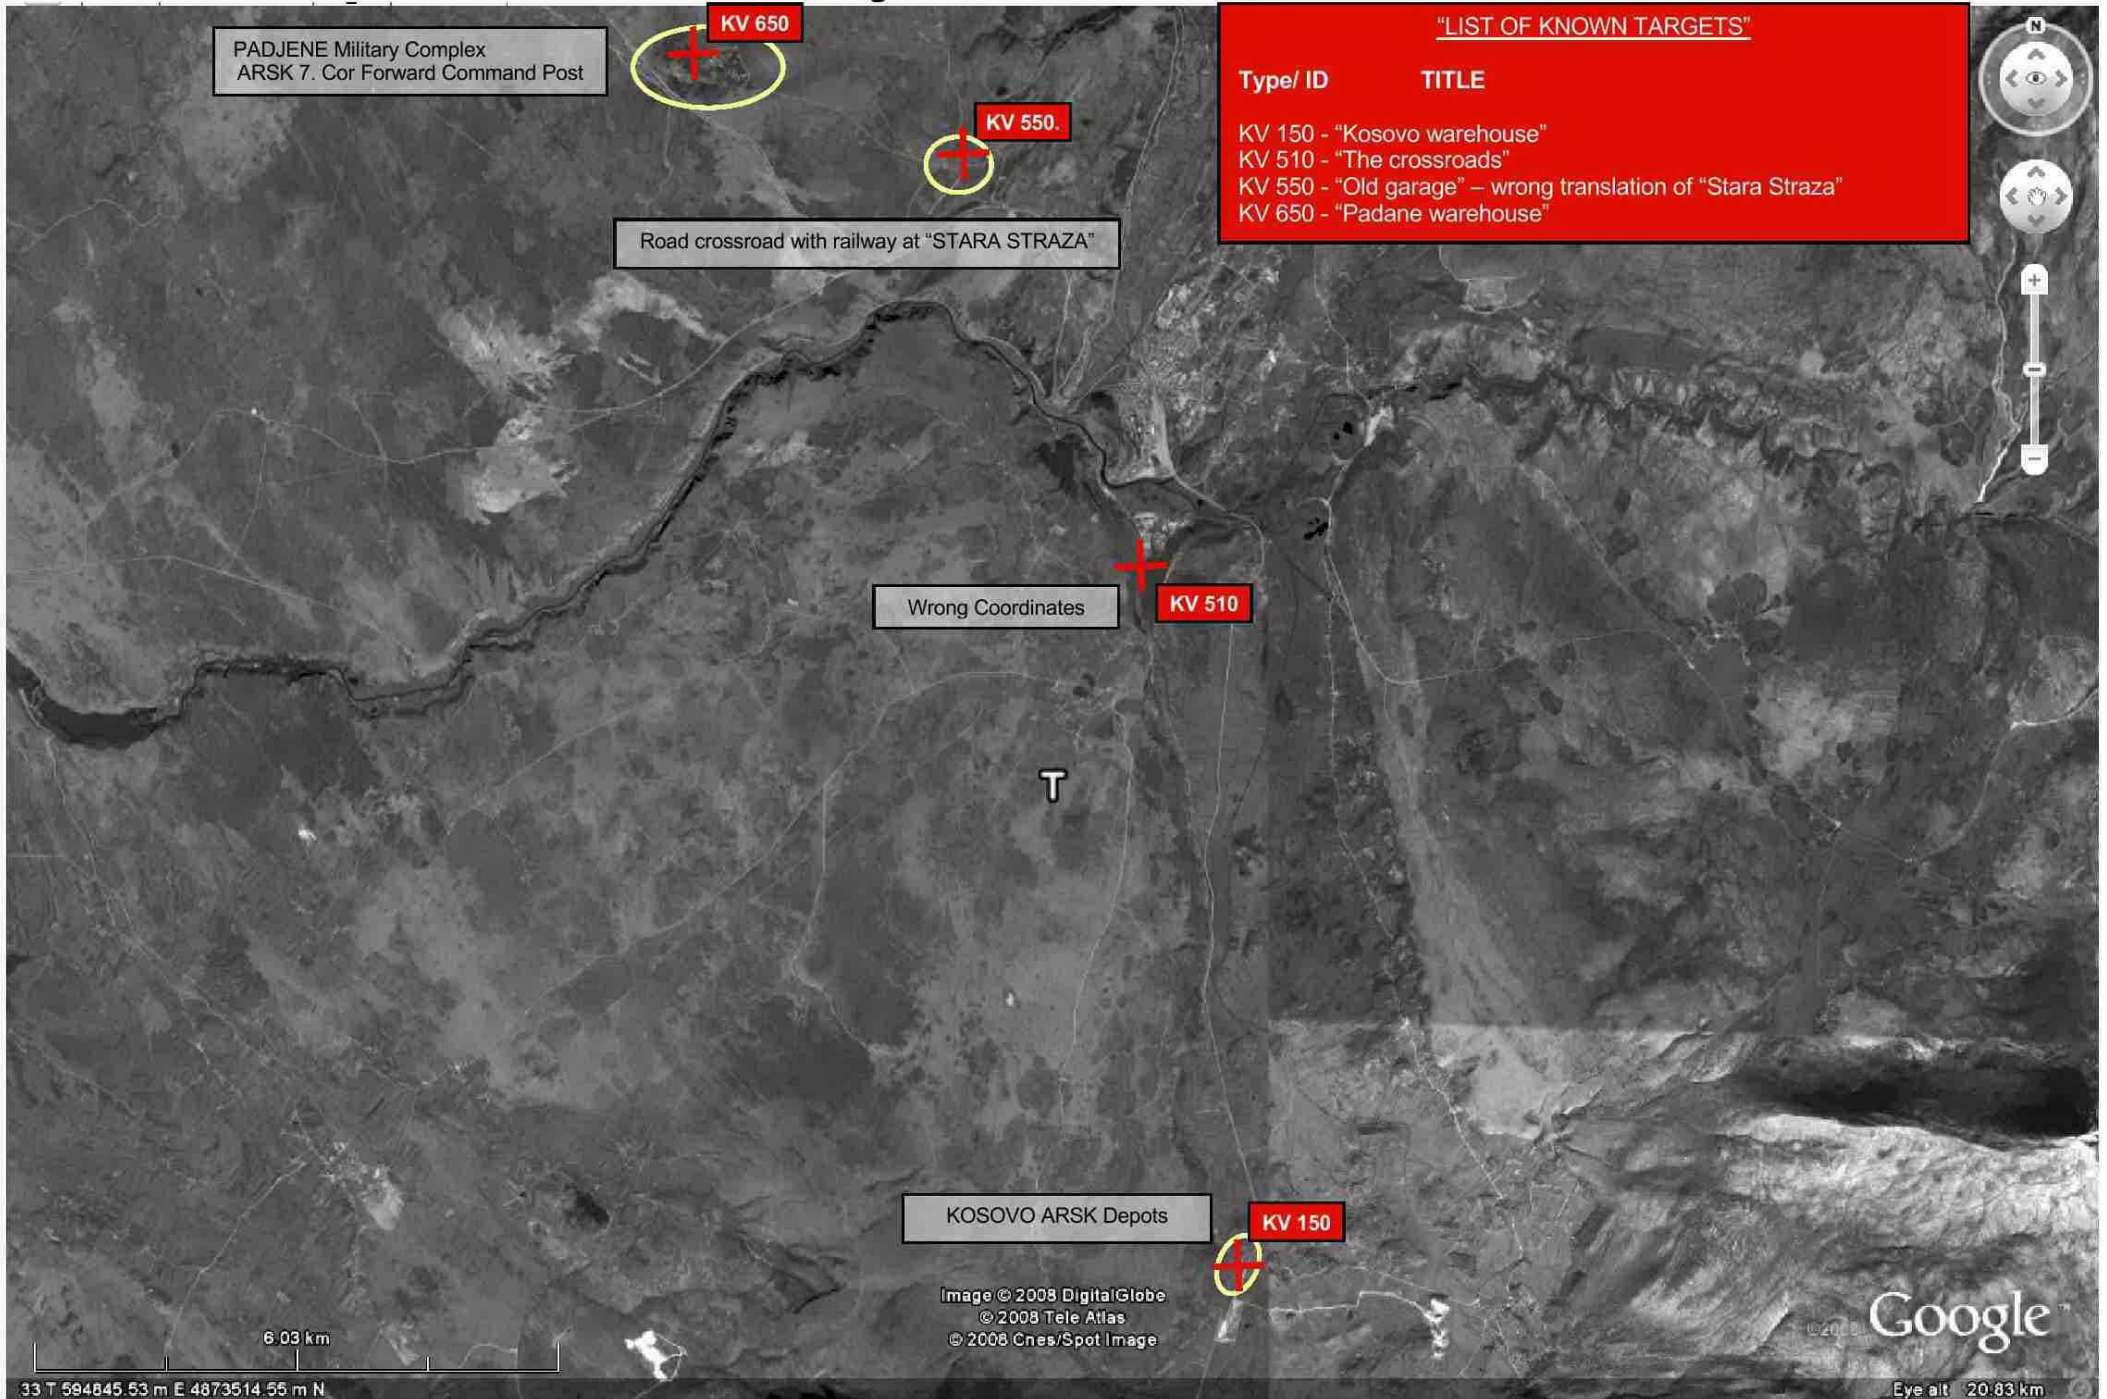 KV 650
PADJENE Military Complex
ARSK 7. Cor Forward Command Post
KV 550.
"LIST OF KNOWN TARGETS"
Type/ ID TITLE
KV 150 - "Kosovo warehouse"
KV 510 - "The crossroads"
KV 550 - "Old garage" – wrong translation of "Stara Straza"
KV 650 - "Padane warehouse"
N
Road crossroad with railway at "STARA STRAZA"
Wrong Coordinates
KV 510
T
KOSOVO ARSK Depots
KV 150
Image © 2008 DigitalGlobe
© 2008 Tele Atlas
© 2008 Cnes/Spot Image
Google
6.03 km
33 T 594845.53 m E 4873514.55 m N
Eye alt 20.83 km